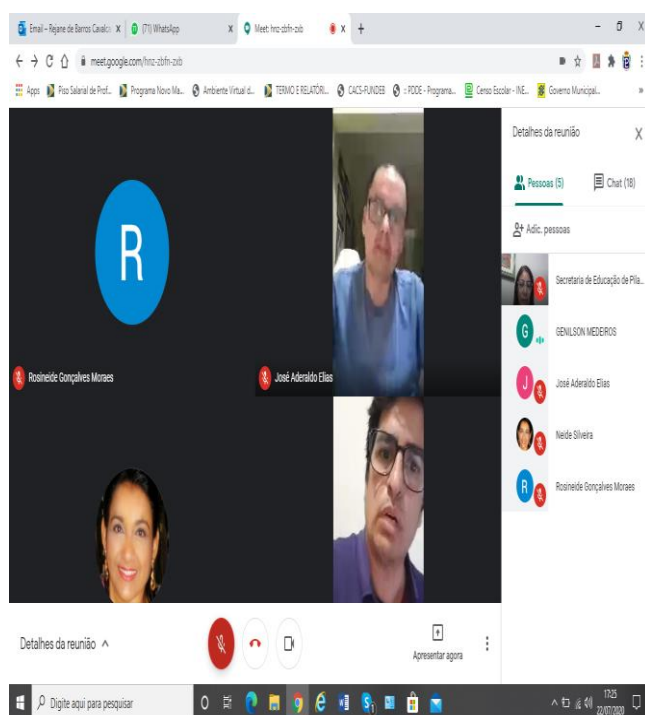 Email – Rejane de Barros Cavalc
(71) WhatsApp
Meet: hnz-zbfn-zxb
meet.google.com/hnz-zbfn-zxb
Apps
Piso Salarial de Prof...
Programa Novo Ma...
Ambiente Virtual d...
TERMO E RELATÓRI...
CACS-FUNDEB
:: PDDE - Programa...
Censo Escolar - INE...
Governo Municipal...
Detalhes da reunião
Pessoas (5)
Chat (18)
Adic. pessoas
Secretaria de Educação de Pila...
G
GENILSON MEDEIROS
J
José Aderaldo Elias
Neide Silveira
R
Rosineide Gonçalves Moraes
R
Rosineide Gonçalves Moraes
José Aderaldo Elias
Detalhes da reunião
Apresentar agora
Digite aqui para pesquisar
17:25
22/07/2020